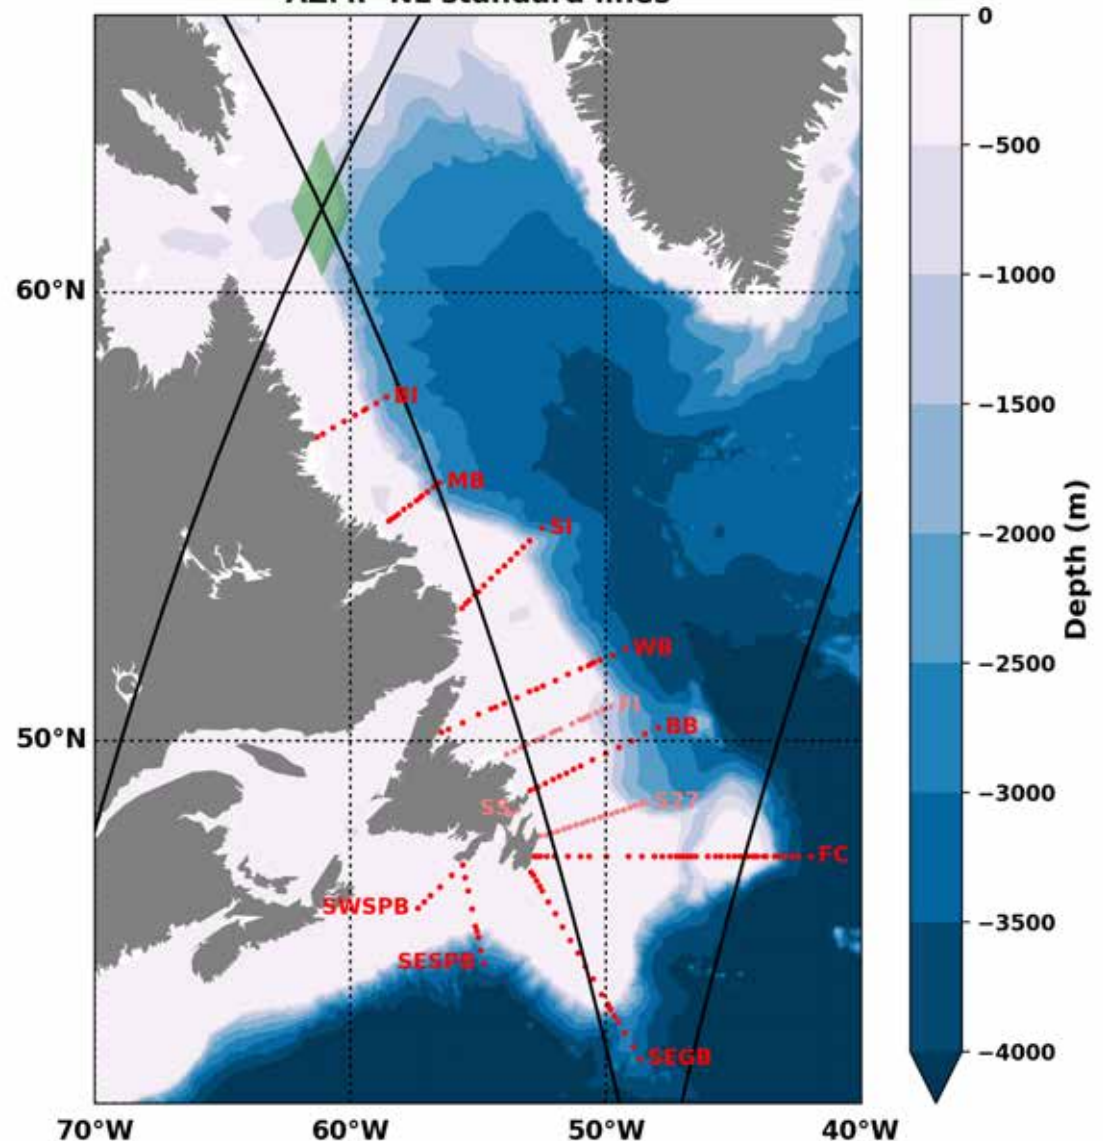 AZMP-NL standard lines
0
−500
−1000
60°N
−1500
BI
MB
−2000
SI
Depth (m)
−2500
WB
FI
BB
50°N
−3000
S27
FC
SWSPB
−3500
SESPB
SEGB
−4000
70°W 60°W 50°W 40°W